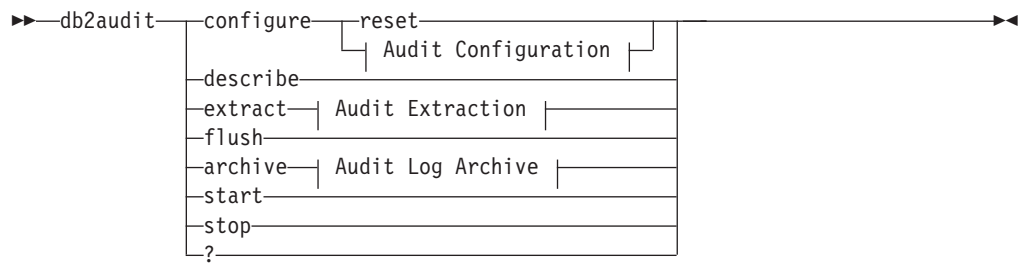 db2audit configure reset
Audit Configuration
describe
extract Audit Extraction
flush
archive Audit Log Archive
start
stop
?